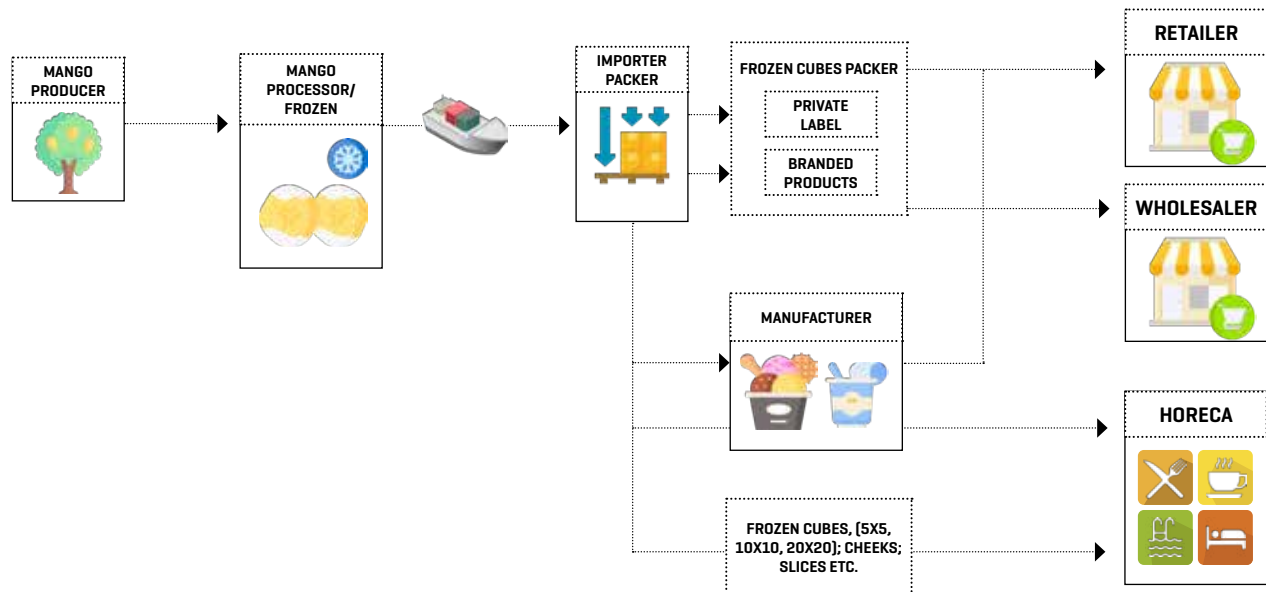 MANGO
PRODUCER
MANGO
PROCESSOR/
FROZEN
IMPORTER
PACKER
FROZEN CUBES PACKER
PRIVATE
LABEL
BRANDED
PRODUCTS
RETAILER
WHOLESALER
MANUFACTURER
HORECA
FROZEN CUBES, (5X5,
10X10, 20X20); CHEEKS;
SLICES ETC.